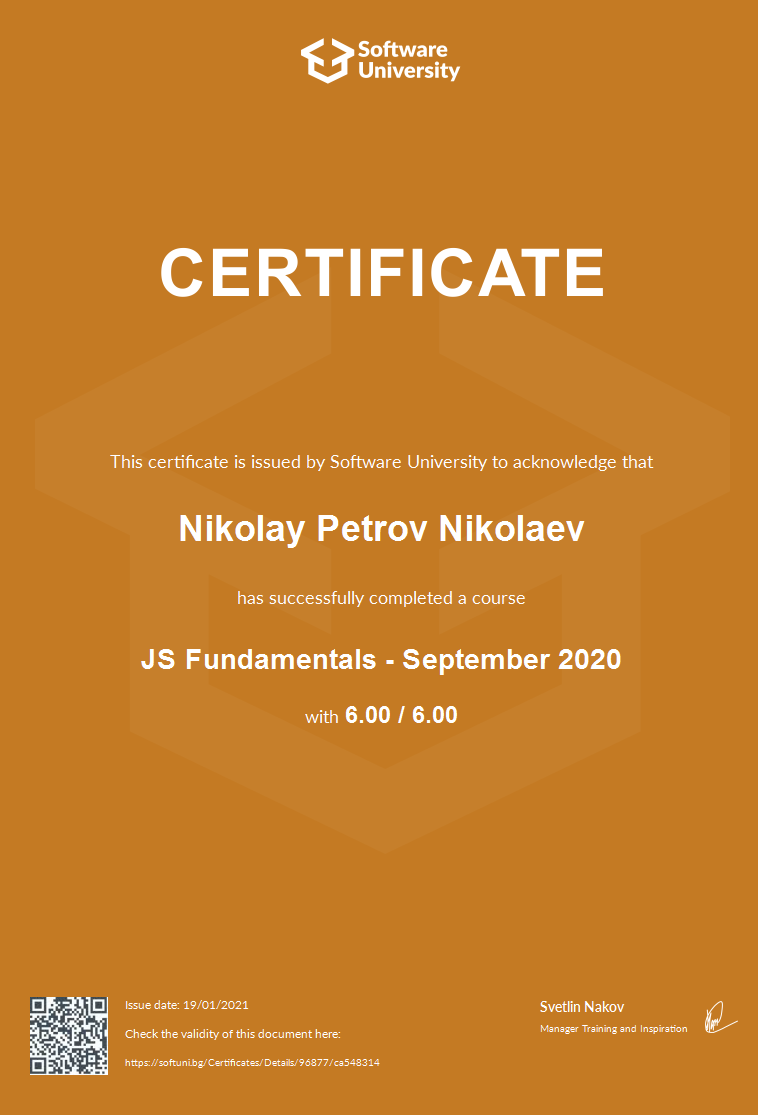 Software
University
CERTIFICATE
This certificate is issued by Software University to acknowledge that
Nikolay Petrov Nikolaev
has successfully completed a course
JS Fundamentals - September 2020
with 6.00 / 6.00
Issue date: 19/01/2021
Check the validity of this document here:
https://softuni.bg/Certificates/Details/96877/ca548314
Svetlin Nakov
Manager Training and Inspiration